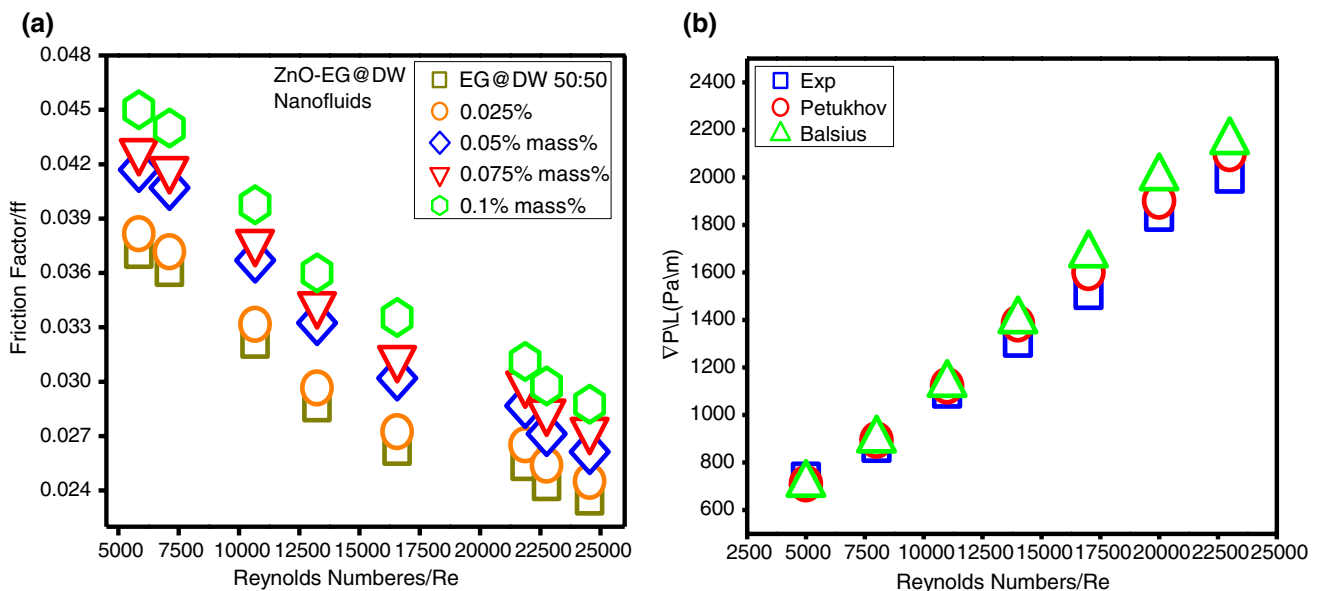 (a)
0.048
0.045
0.042
0.039
0.036
0.033
0.030
0.027
0.024
Friction Factor/ff
ZnO-EG@DW
Nanofluids
EG@DW 50:50
0.025%
0.05% mass%
0.075% mass%
0.1% mass%
5000 7500 10000 12500 15000 17500 20000 22500 25000
Reynolds Numberes/Re
(b)
2400
2200
2000
1800
1600
1400
1200
1000
800
600
∇P\L(Pa\m)
Exp
Petukhov
Balsius
2500 5000 7500 10000 12500 15000 17500 20000 22500 25000
Reynolds Numbers/Re